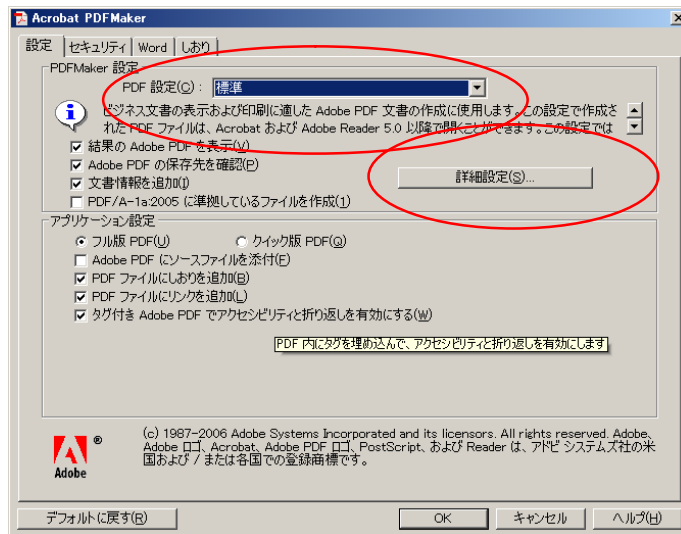 Acrobat PDFMaker
設定 セキュリティ Word しおり
PDFMaker 設定
PDF 設定(C): 標準
ビジネス文書の表示および印刷に適した Adobe PDF 文書の作成に使用します。この設定で作成さ
れた PDF ファイルは、Acrobat および Adobe Reader 5.0 以降で開くことができます。この設定では
結果の Adobe PDF を表示(V)
Adobe PDF の保存先を確認(P)
文書情報を追加(I)
詳細設定(S)...
PDF/A-1a:2005 に準拠しているファイルを作成(1)
アプリケーション設定
フル版 PDF(U) クイック版 PDF(Q)
Adobe PDF にソースファイルを添付(F)
PDF ファイルにしおりを追加(B)
PDF ファイルにリンクを追加(L)
タグ付き Adobe PDF でアクセシビリティと折り返しを有効にする(W)
PDF 内にタグを埋め込んで、アクセシビリティと折り返しを有効にします
(c) 1987-2006 Adobe Systems Incorporated and its licensors. All rights reserved. Adobe,
Adobe ロゴ、Acrobat、Adobe PDF ロゴ、PostScript、および Reader は、アドビ システムズ社の米
国および / または各国での登録商標です。
®
Adobe
デフォルトに戻す(R) OK キャンセル ヘルプ(H)